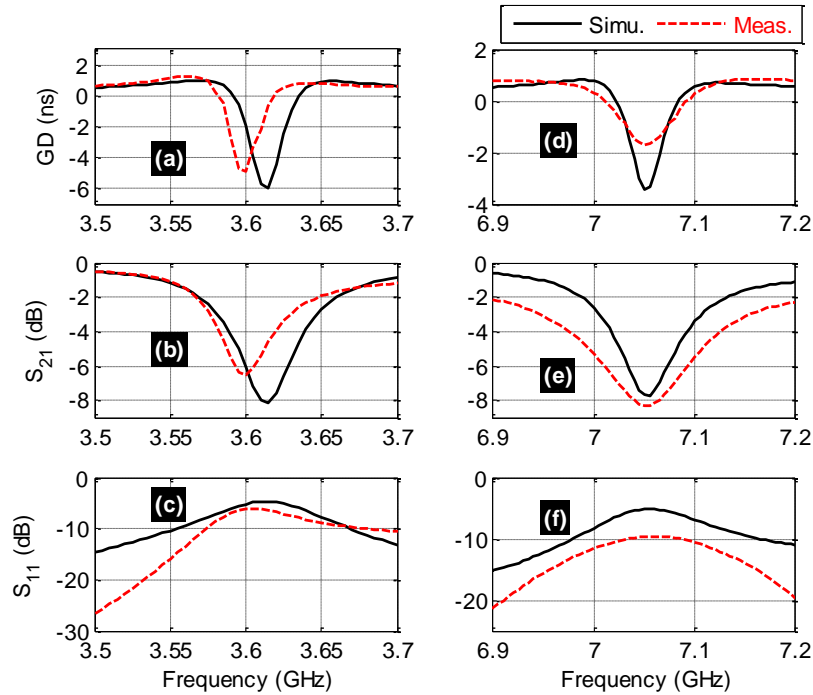 Simu. Meas.
2
0
-2
-4
-6
GD (ns)
(a)
3.5 3.55 3.6 3.65 3.7
2
0
-2
-4
(d)
6.9 7 7.1 7.2
0
-2
-4
-6
-8
S21 (dB)
(b)
3.5 3.55 3.6 3.65 3.7
0
-2
-4
-6
-8
(e)
6.9 7 7.1 7.2
0
-10
-20
-30
S11 (dB)
(c)
3.5 3.55 3.6 3.65 3.7
Frequency (GHz)
0
-10
-20
(f)
6.9 7 7.1 7.2
Frequency (GHz)